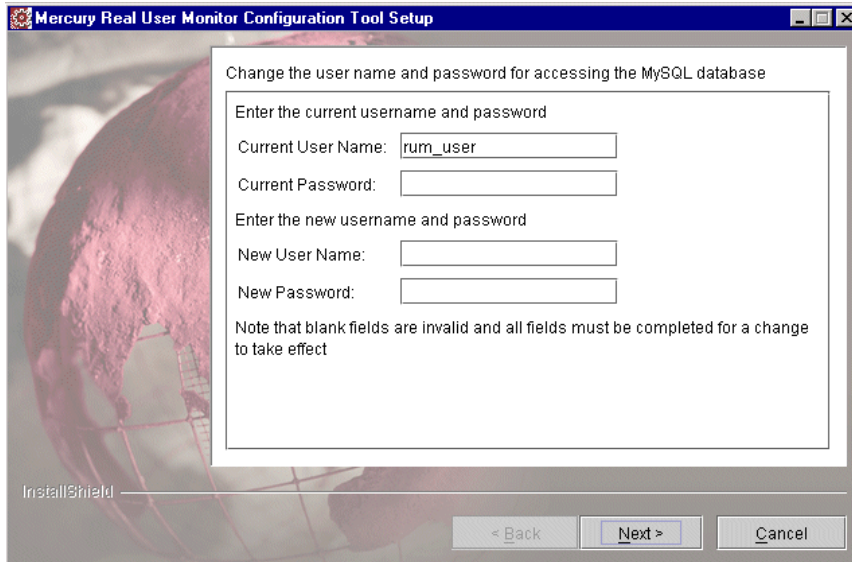 Mercury Real User Monitor Configuration Tool Setup
Change the user name and password for accessing the MySQL database
Enter the current username and password
Current User Name: rum_user
Current Password:
Enter the new username and password
New User Name:
New Password:
Note that blank fields are invalid and all fields must be completed for a change
to take effect
InstallShield
< Back Next > Cancel